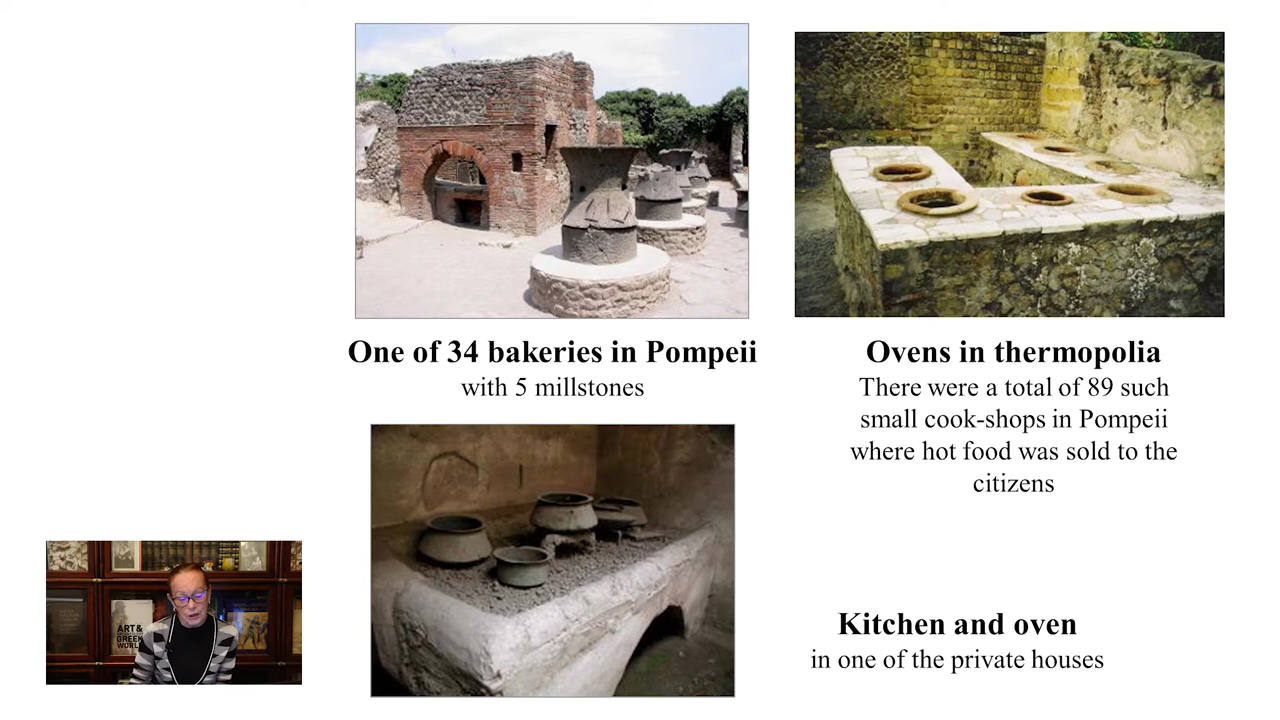 One of 34 bakeries in Pompeii
with 5 millstones
Ovens in thermopolia
There were a total of 89 such
small cook-shops in Pompeii
where hot food was sold to the
citizens
Kitchen and oven
in one of the private houses
ART &
GREEK
WORLD